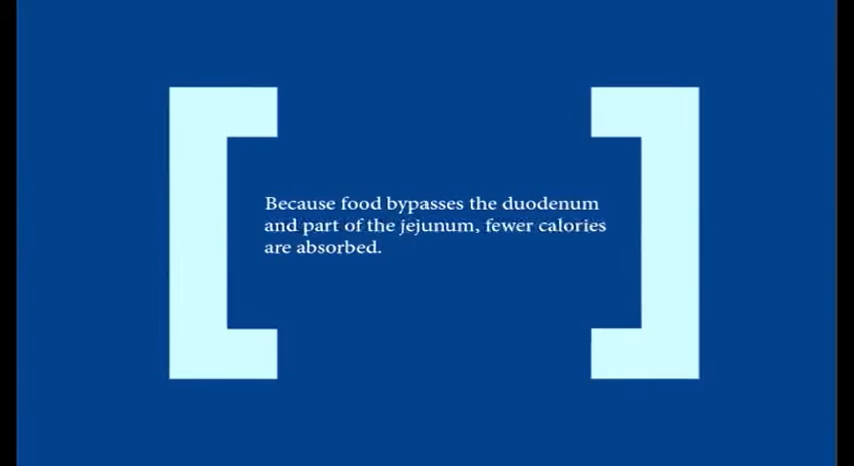 Because food bypasses the duodenum
and part of the jejunum, fewer calories
are absorbed.